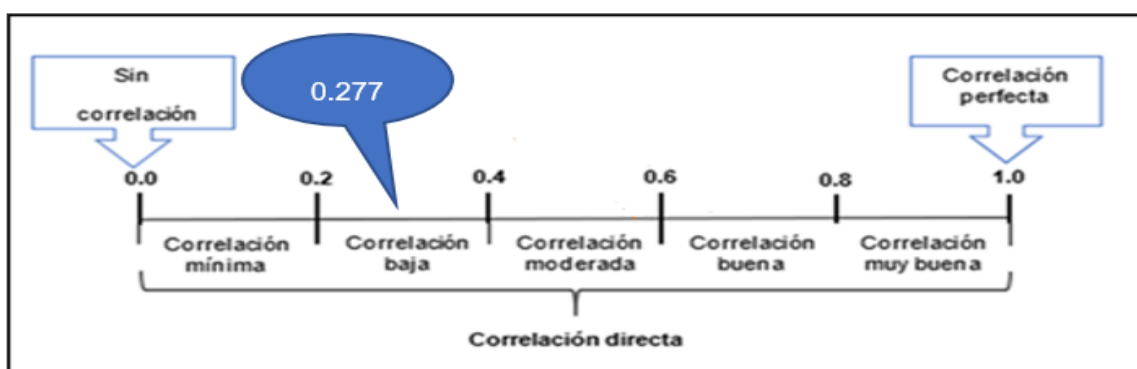 Sin
correlación
0.277
Correlación
perfecta
0.0
0.2
0.4
0.6
0.8
1.0
Correlación
mínima
Correlación
baja
Correlación
moderada
Correlación
buena
Correlación
muy buena
Correlación directa